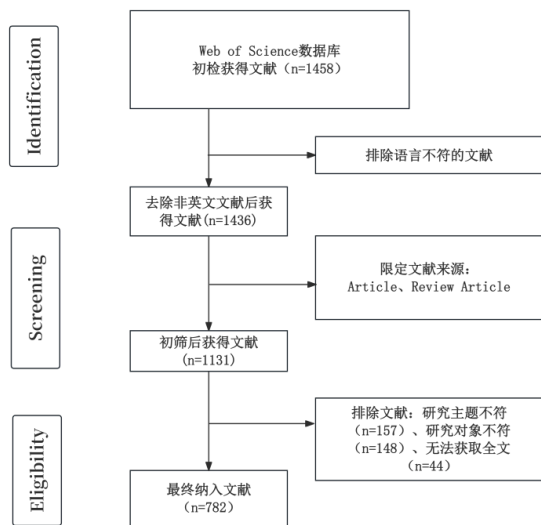 Identification
Web of Science数据库
初检获得文献（n=1458）
排除语言不符的文献
去除非英文文献后获
得文献(n=1436)
Screening
限定文献来源：
Article、Review Article
初筛后获得文献
(n=1131)
Eligibility
排除文献：研究主题不符
（n=157）、研究对象不符
（n=148）、无法获取全文
（n=44）
最终纳入文献
（n=782）